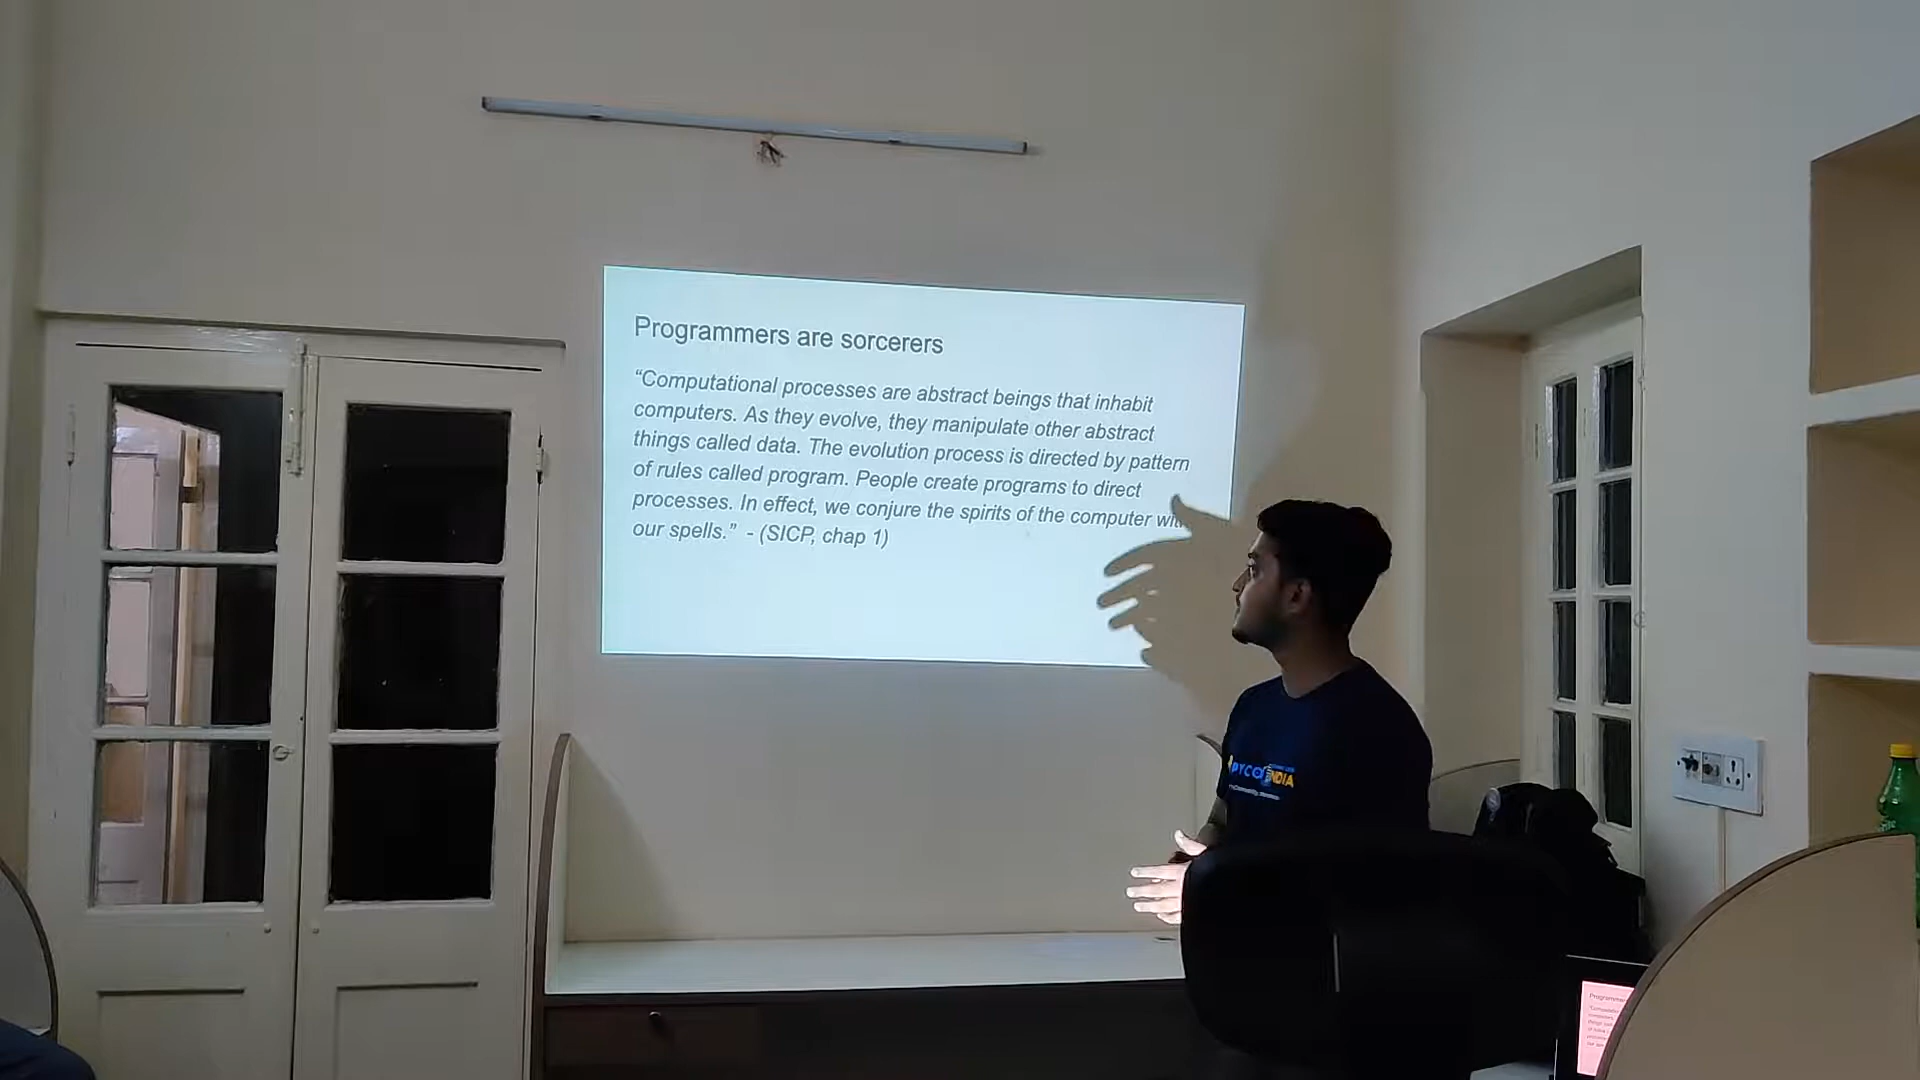 Programmers are sorcerers
“Computational processes are abstract beings that inhabit
computers. As they evolve, they manipulate other abstract
things called data. The evolution process is directed by pattern
of rules called program. People create programs to direct
processes. In effect, we conjure the spirits of the computer with
our spells.” - (SICP, chap 1)